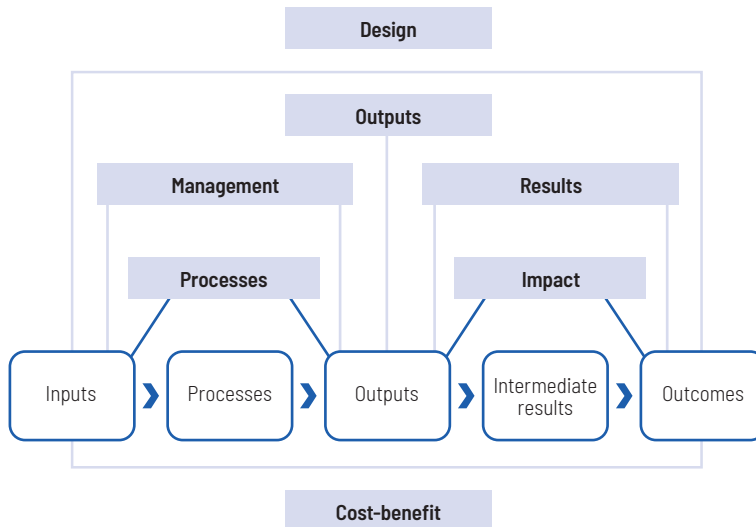 Design
Outputs
Management
Results
Processes
Impact
Inputs
Processes
Outputs
Intermediate
results
Outcomes
Cost-benefit